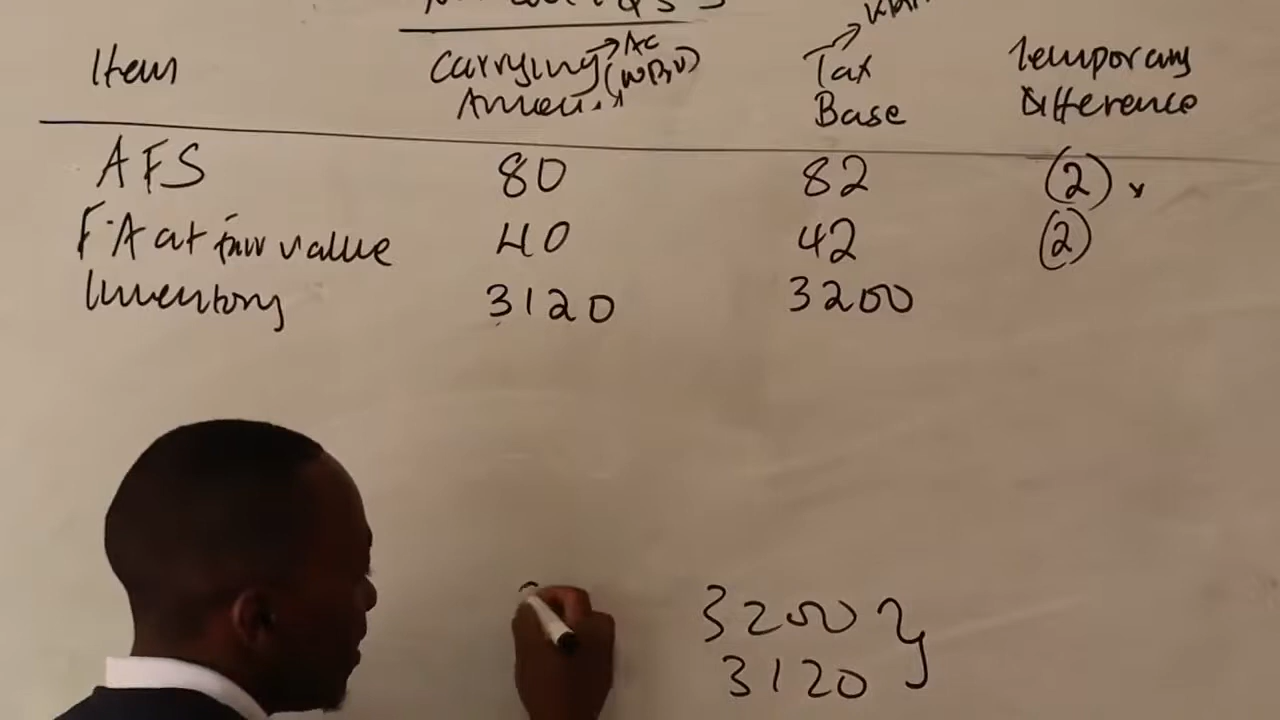 Item Carrying Amount AC (NBV) Tax Base Temporary Difference
AFS 80 82 (2)
F.A at fair value 40 42 (2)
Inventory 3120 3200
3200
3120